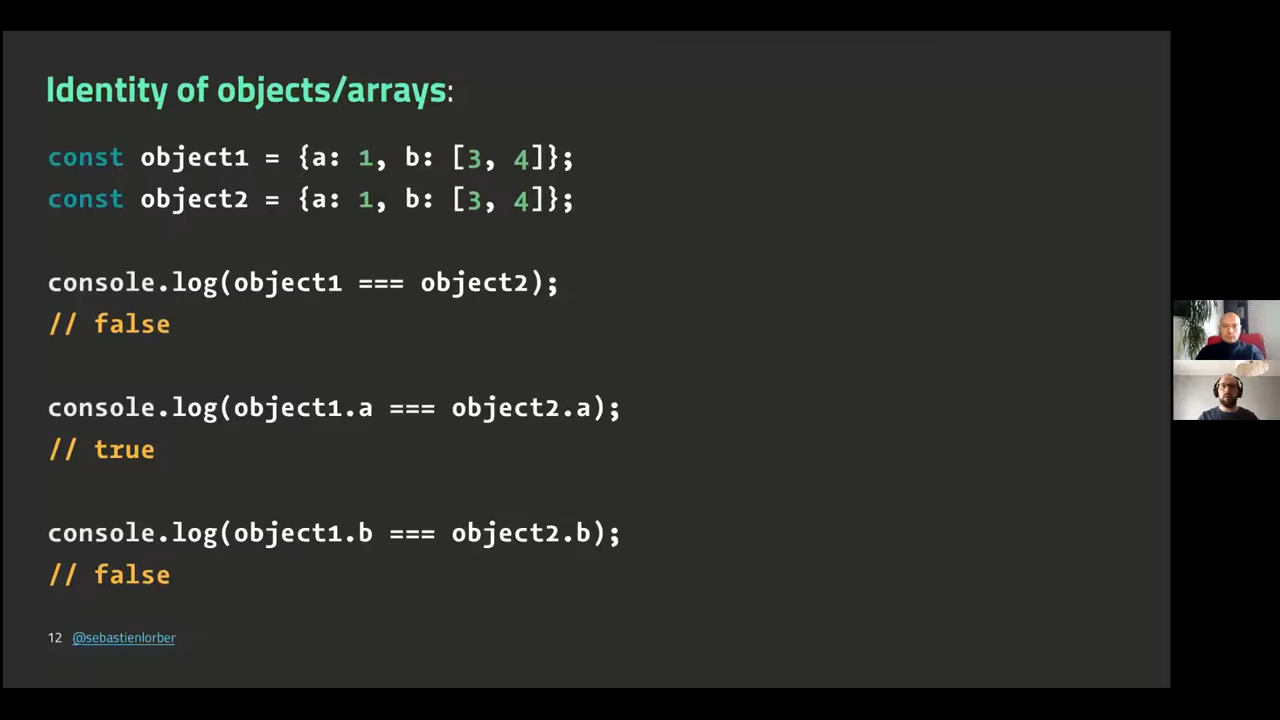 Identity of objects/arrays:
const object1 = {a: 1, b: [3, 4]};
const object2 = {a: 1, b: [3, 4]};
console.log(object1 === object2);
// false
console.log(object1.a === object2.a);
// true
console.log(object1.b === object2.b);
// false
12 @sebastienlorber